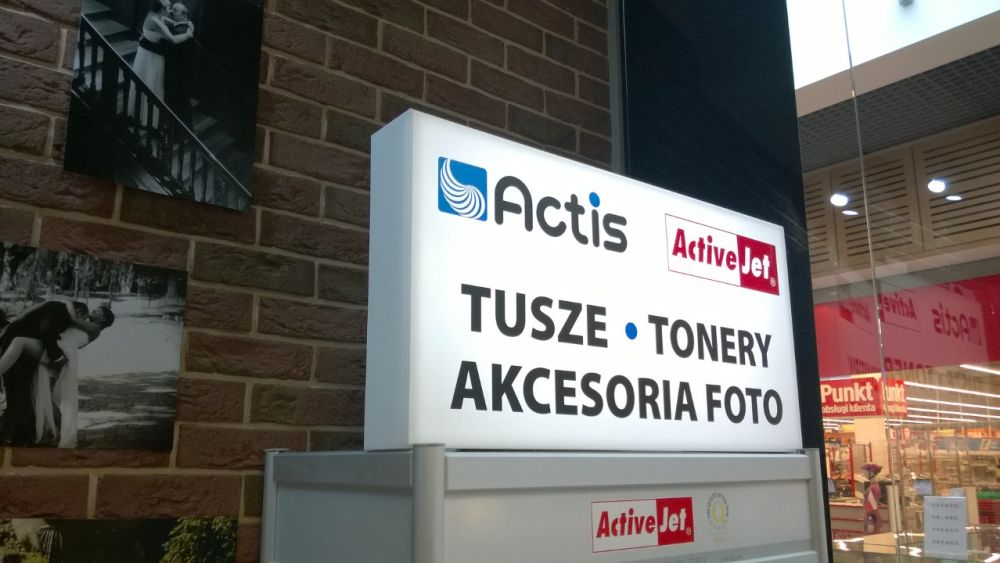 Actis
ActiveJet®
TUSZE • TONERY
AKCESORIA FOTO
ActiveJet®
Punkt
obsługi klienta